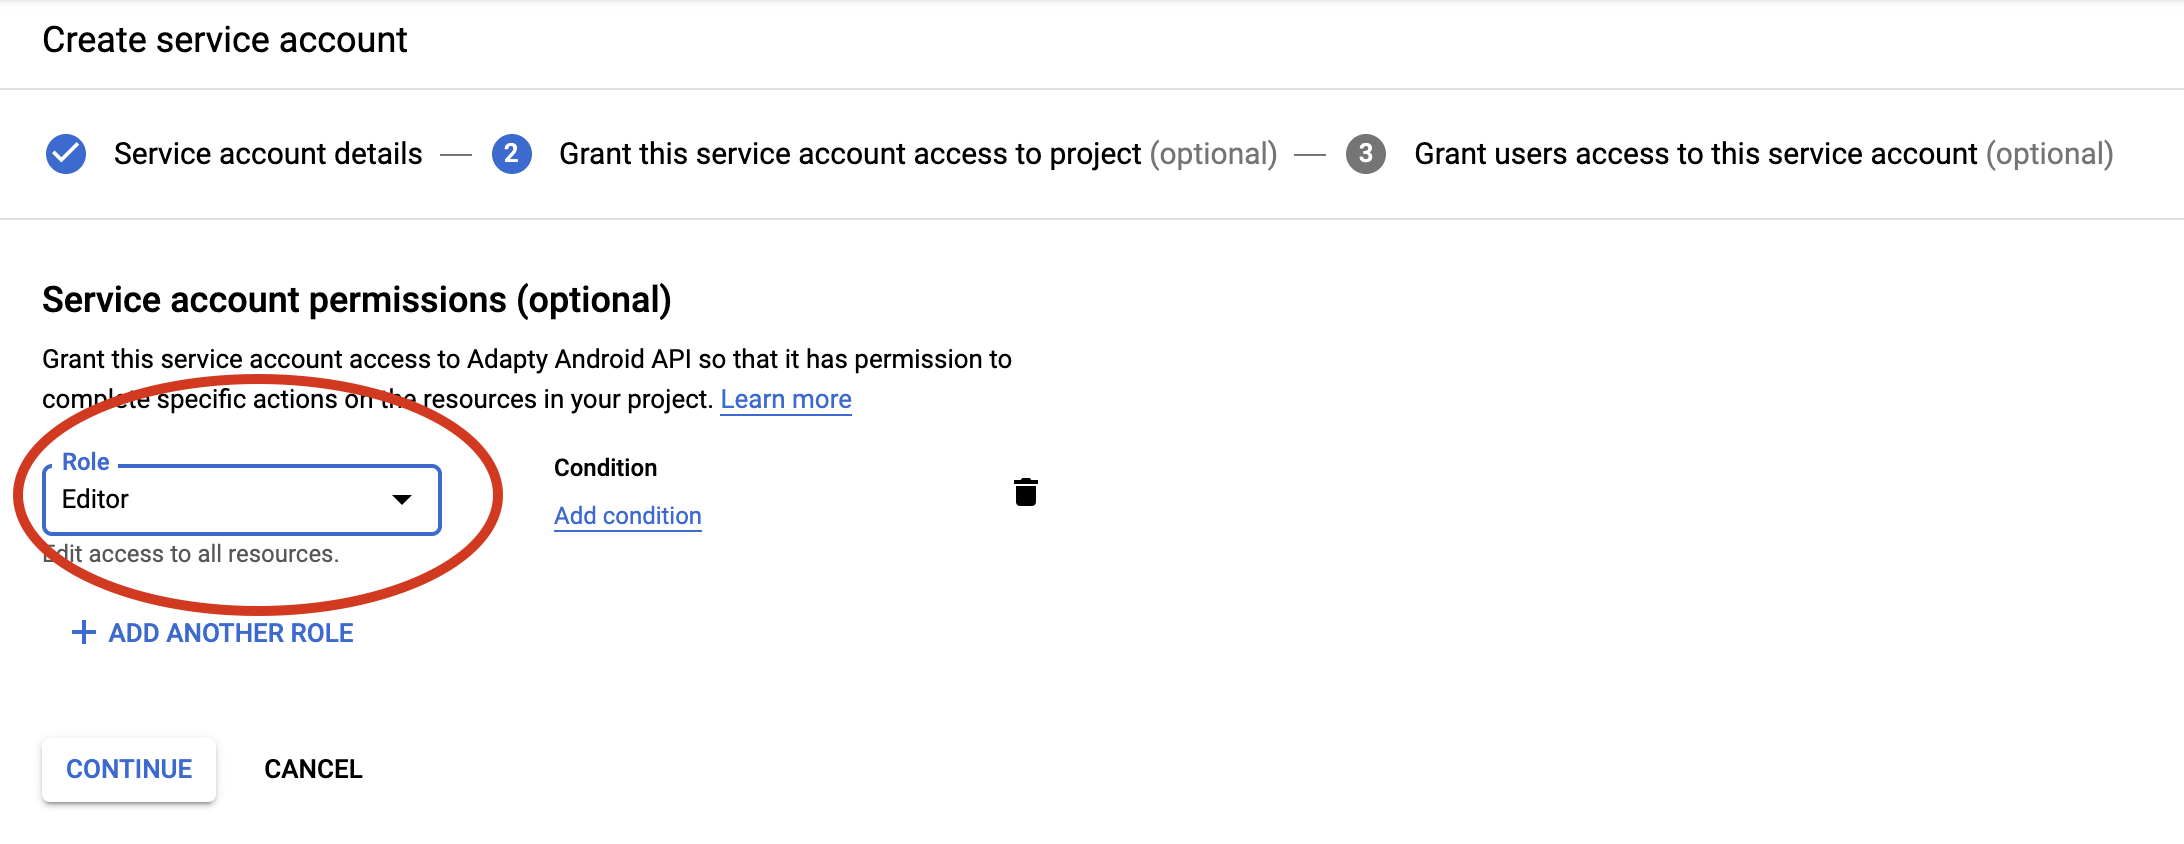 Create service account
Service account details — 2 Grant this service account access to project (optional) — 3 Grant users access to this service account (optional)
Service account permissions (optional)
Grant this service account access to Adapty Android API so that it has permission to
complete specific actions on the resources in your project. Learn more
Role
Condition
Editor
Add condition
Edit access to all resources.
+ ADD ANOTHER ROLE
CONTINUE CANCEL